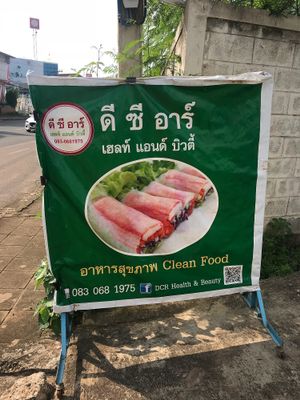 ดี ซี อาร์
เฮลท์ แอนด์ บิวตี้
083-0681975
ดี ซี อาร์
เฮลท์ แอนด์ บิวตี้
อาหารสุขภาพ Clean Food
083 068 1975 f DCR Health & Beauty